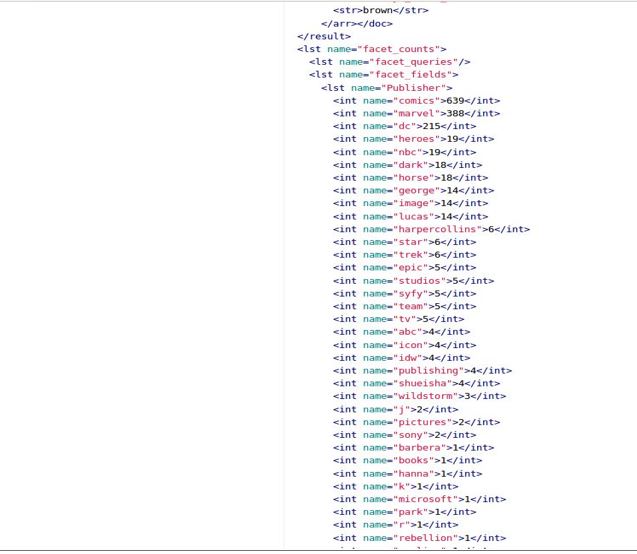 <str>brown</str>
</arr></doc>
</result>
<lst name="facet_counts">
<lst name="facet_queries"/>
<lst name="facet_fields">
<lst name="Publisher">
<int name="comics">639</int>
<int name="marvel">388</int>
<int name="dc">215</int>
<int name="heroes">19</int>
<int name="nbc">19</int>
<int name="dark">18</int>
<int name="horse">18</int>
<int name="george">14</int>
<int name="image">14</int>
<int name="lucas">14</int>
<int name="harpercollins">6</int>
<int name="star">6</int>
<int name="trek">6</int>
<int name="epic">5</int>
<int name="studios">5</int>
<int name="syfy">5</int>
<int name="team">5</int>
<int name="tv">5</int>
<int name="abc">4</int>
<int name="icon">4</int>
<int name="idw">4</int>
<int name="publishing">4</int>
<int name="shueisha">4</int>
<int name="wildstorm">3</int>
<int name="j">2</int>
<int name="pictures">2</int>
<int name="sony">2</int>
<int name="barbera">1</int>
<int name="books">1</int>
<int name="hanna">1</int>
<int name="k">1</int>
<int name="microsoft">1</int>
<int name="park">1</int>
<int name="r">1</int>
<int name="rebellion">1</int>